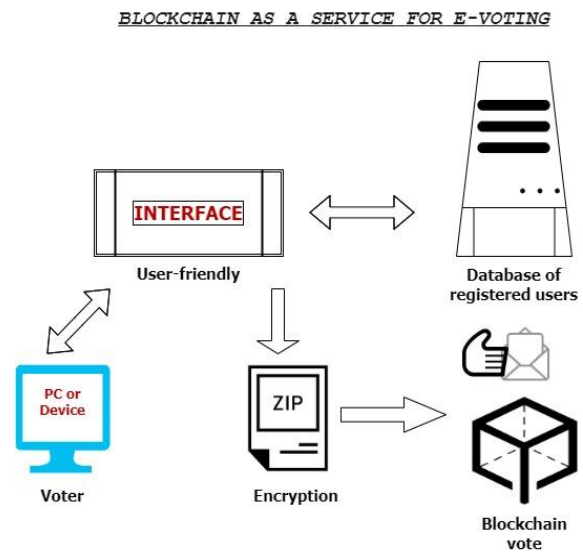 BLOCKCHAIN AS A SERVICE FOR E-VOTING
INTERFACE
User-friendly
Database of
registered users
PC or
Device
Voter
ZIP
Encryption
Blockchain
vote